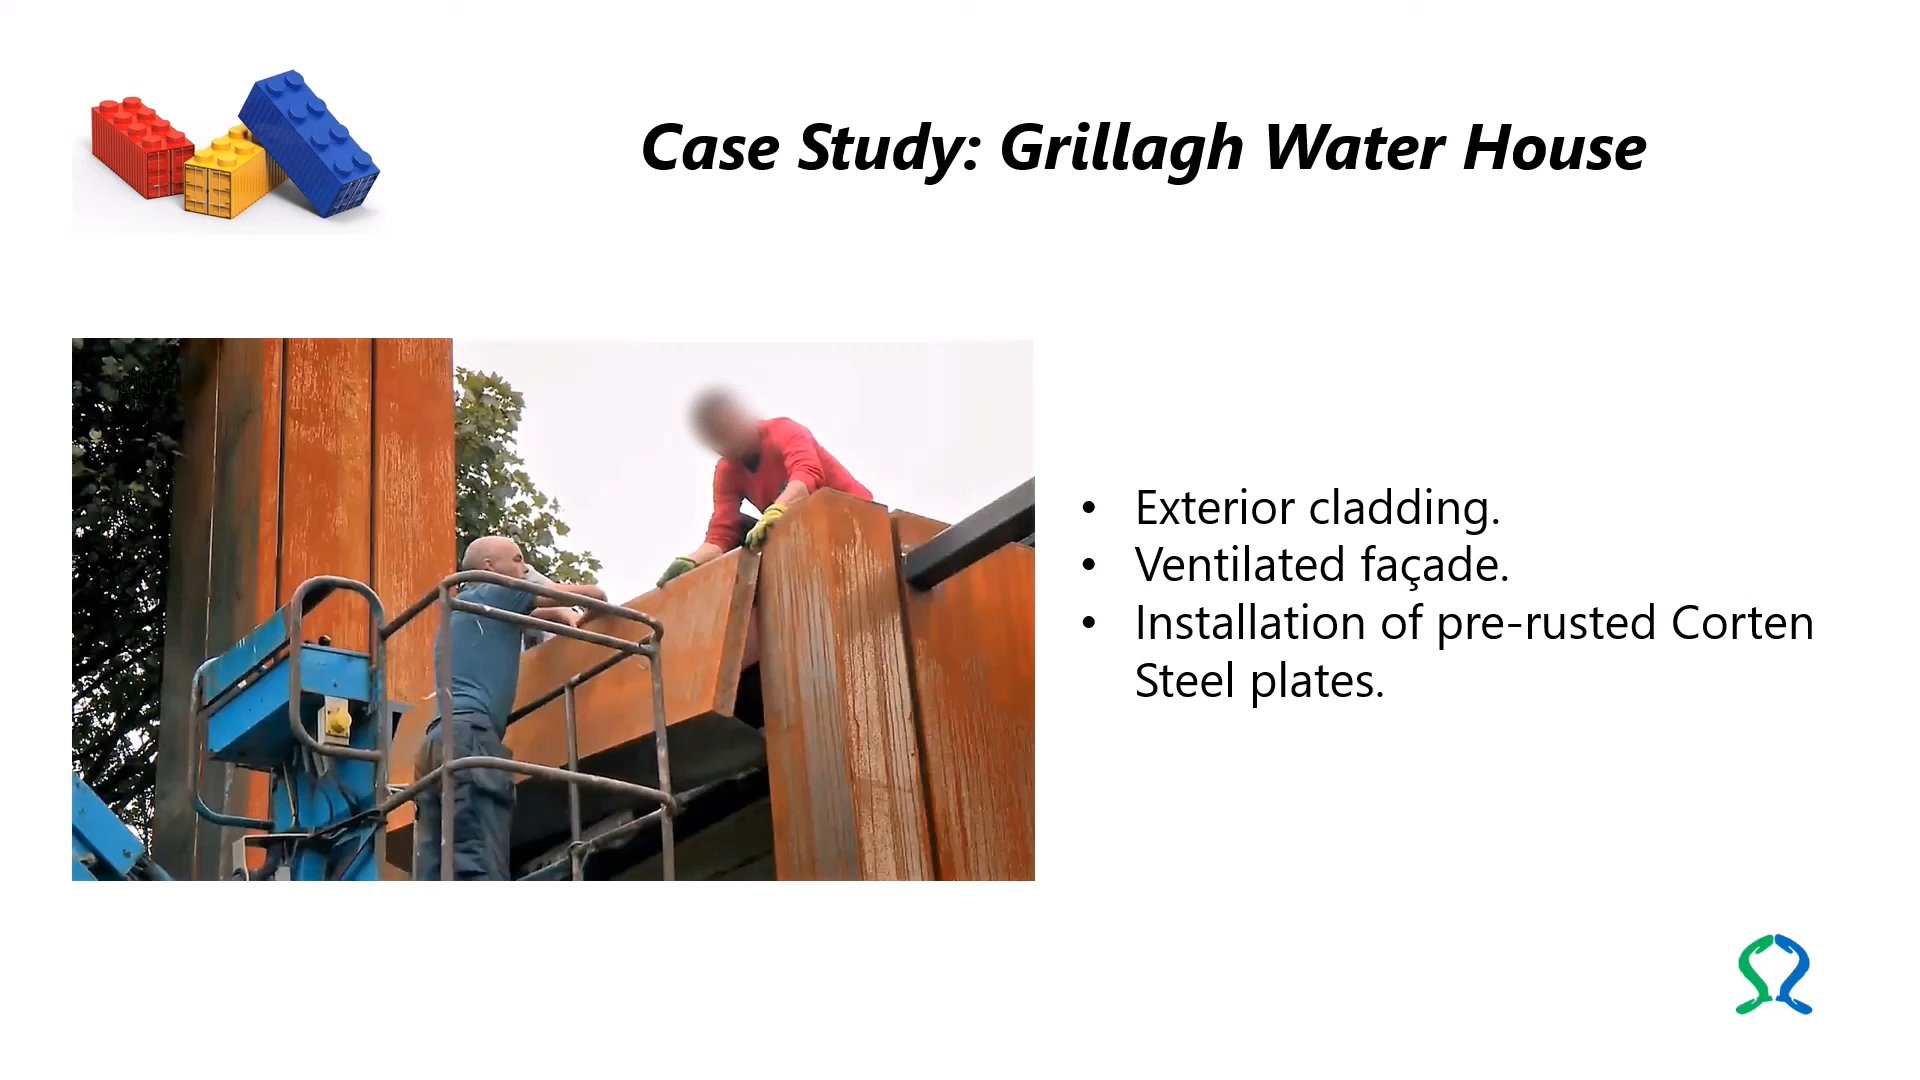 Case Study: Grillagh Water House
• Exterior cladding.
• Ventilated façade.
• Installation of pre-rusted Corten
Steel plates.